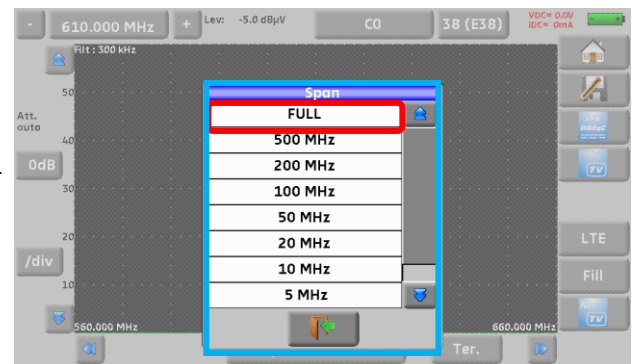 - 610.000 MHz + Lev: -5.0 dBµV C0 38 (E38) VDC= 0.0V IDC= 0mA
Filt : 300 kHz
Span
50
FULL
Att.
auto
500 MHz
40
200 MHz
0dB
30
100 MHz
50 MHz
20
20 MHz
LTE
/div
10 MHz
Fill
10
5 MHz
TV
560.000 MHz
660.000 MHz
TV
Ter.